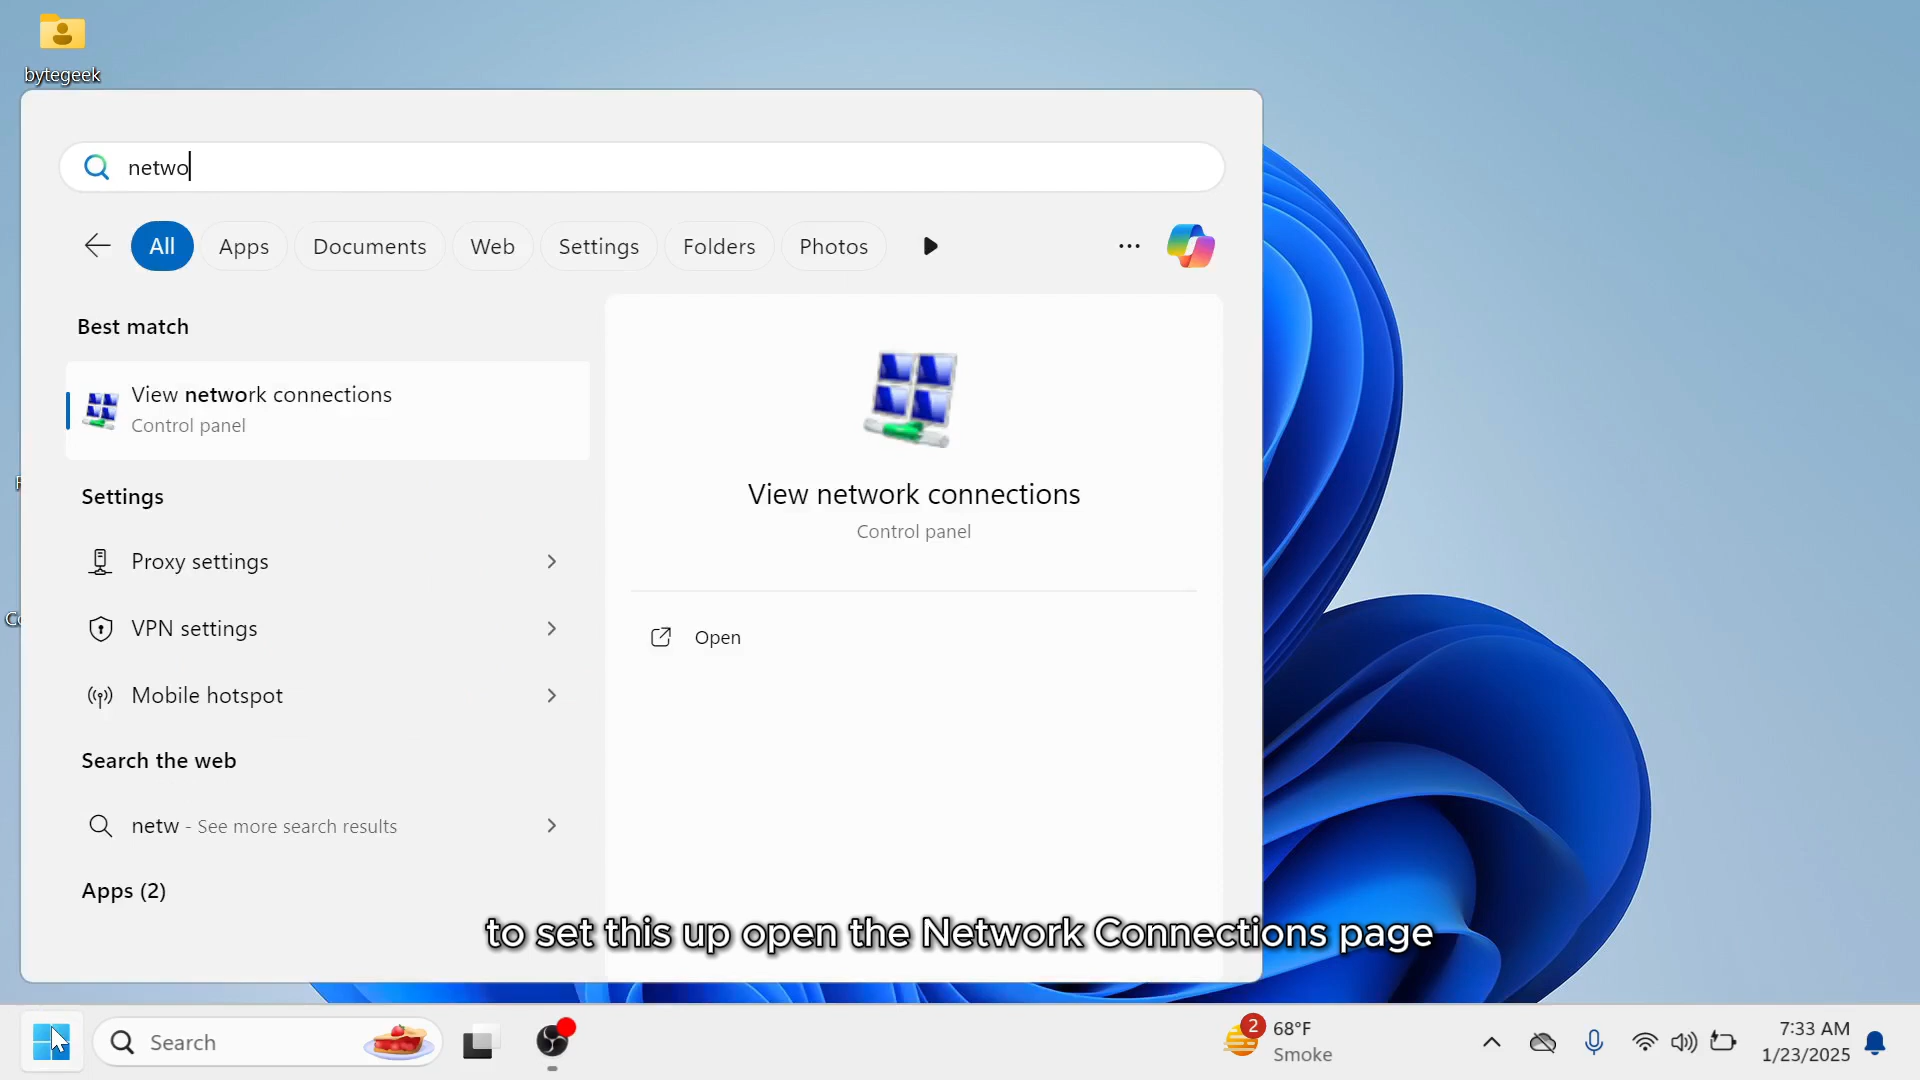 bytegeek
netwo
All
Apps
Documents
Web
Settings
Folders
Photos
Best match
View network connections
Control panel
Settings
Proxy settings
VPN settings
Mobile hotspot
Search the web
netw - See more search results
Apps (2)
View network connections
Control panel
Open
to set this up open the Network Connections page
Search
2
68°F
Smoke
7:33 AM
1/23/2025